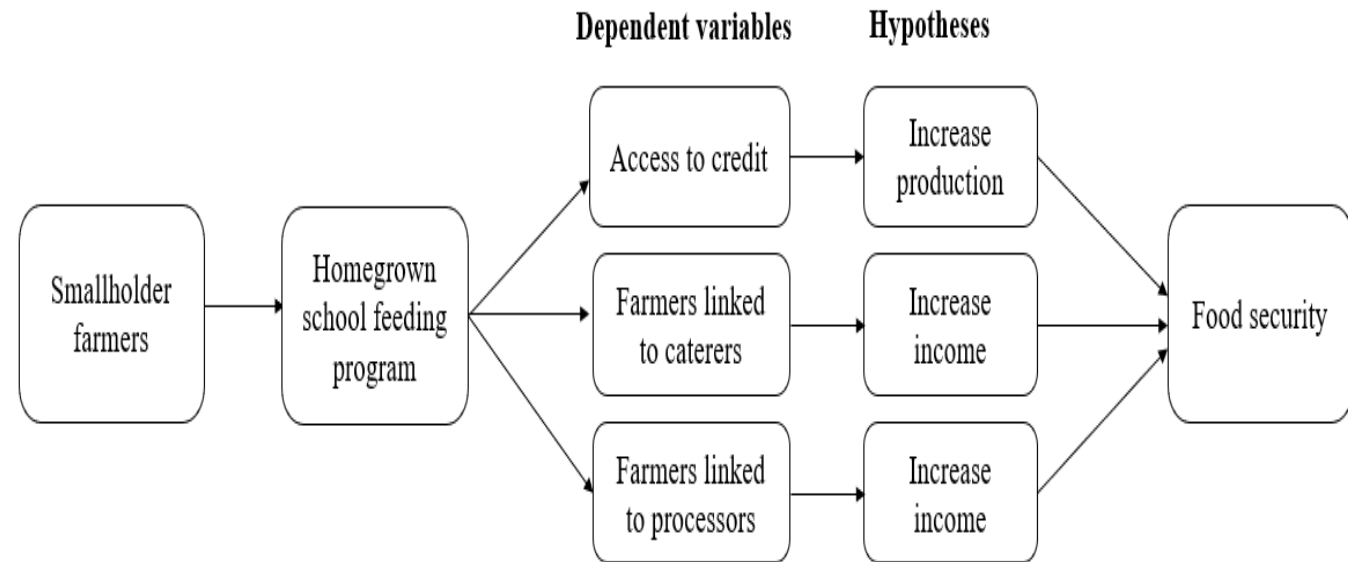 Dependent variables
Hypotheses
Smallholder
farmers
Homegrown
school feeding
program
Access to credit
Increase
production
Farmers linked
to caterers
Increase
income
Farmers linked
to processors
Increase
income
Food security